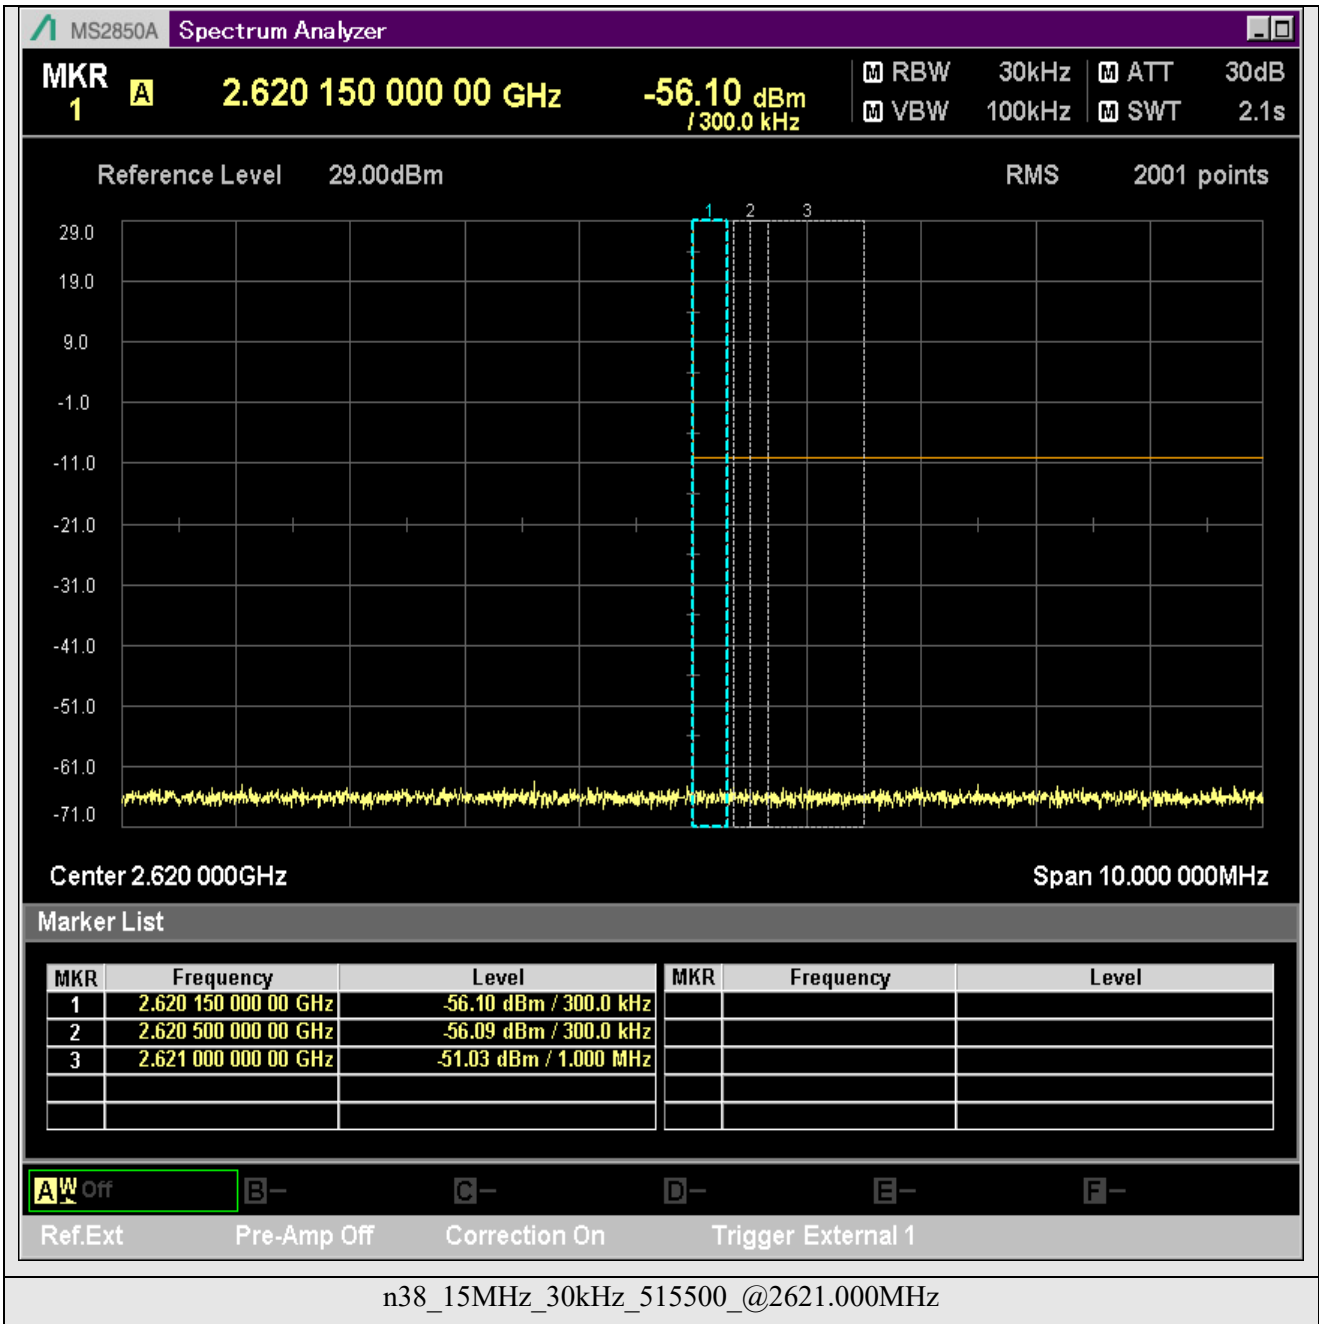 MS2850A Spectrum Analyzer
MKR 1 A 2.620 150 000 00 GHz -56.10 dBm / 300.0 kHz
M RBW 30kHz M ATT 30dB
M VBW 100kHz M SWT 2.1s
Reference Level 29.00dBm RMS 2001 points
1 2 3
29.0
19.0
9.0
-1.0
-11.0
-21.0
-31.0
-41.0
-51.0
-61.0
-71.0
Center 2.620 000GHz Span 10.000 000MHz
Marker List
MKR Frequency Level MKR Frequency Level
1 2.620 150 000 00 GHz -56.10 dBm / 300.0 kHz
2 2.620 500 000 00 GHz -56.09 dBm / 300.0 kHz
3 2.621 000 000 00 GHz -51.03 dBm / 1.000 MHz
A W Off B - C - D - E - F -
Ref.Ext Pre-Amp Off Correction On Trigger External 1
n38_15MHz_30kHz_515500_@2621.000MHz